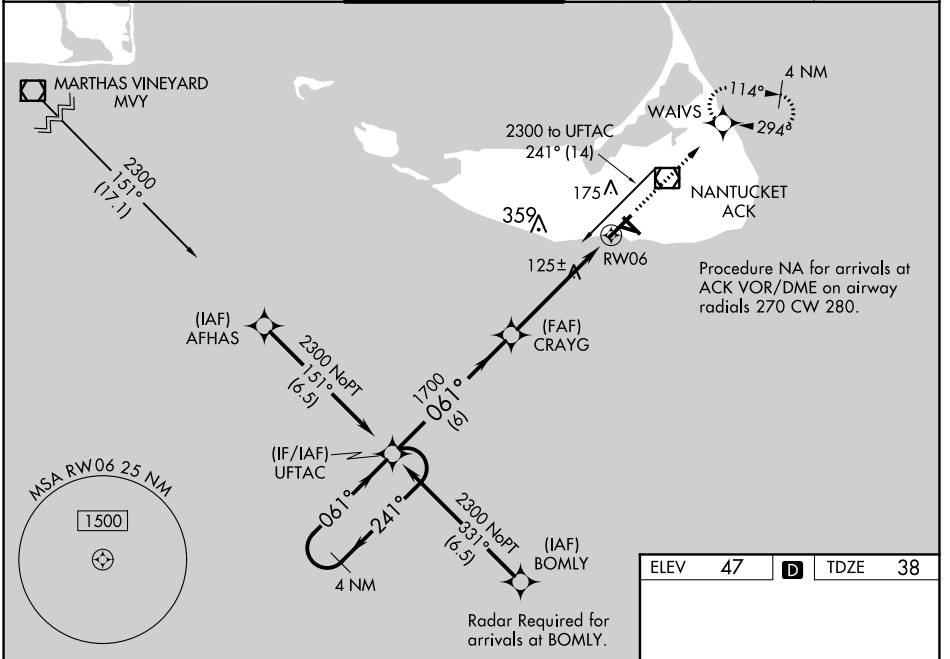 MARTHAS VINEYARD
MVY
2300
151°
(17.1)
4 NM
114°
294°
WAIVS
2300 to UFTAC
241° (14)
175
359
NANTUCKET
ACK
RW06
125±
Procedure NA for arrivals at
ACK VOR/DME on airway
radials 270 CW 280.
(IAF)
AFHAS
2300 NoPT
151°
(6.5)
(FAF)
CRAYG
1700
061°
(6)
(IF/IAF)
UFTAC
061°
241°
4 NM
2300 NoPT
331°
(6.5)
(IAF)
BOMLY
Radar Required for
arrivals at BOMLY.
MSA RW06 25 NM
1500
ELEV 47 D TDZE 38